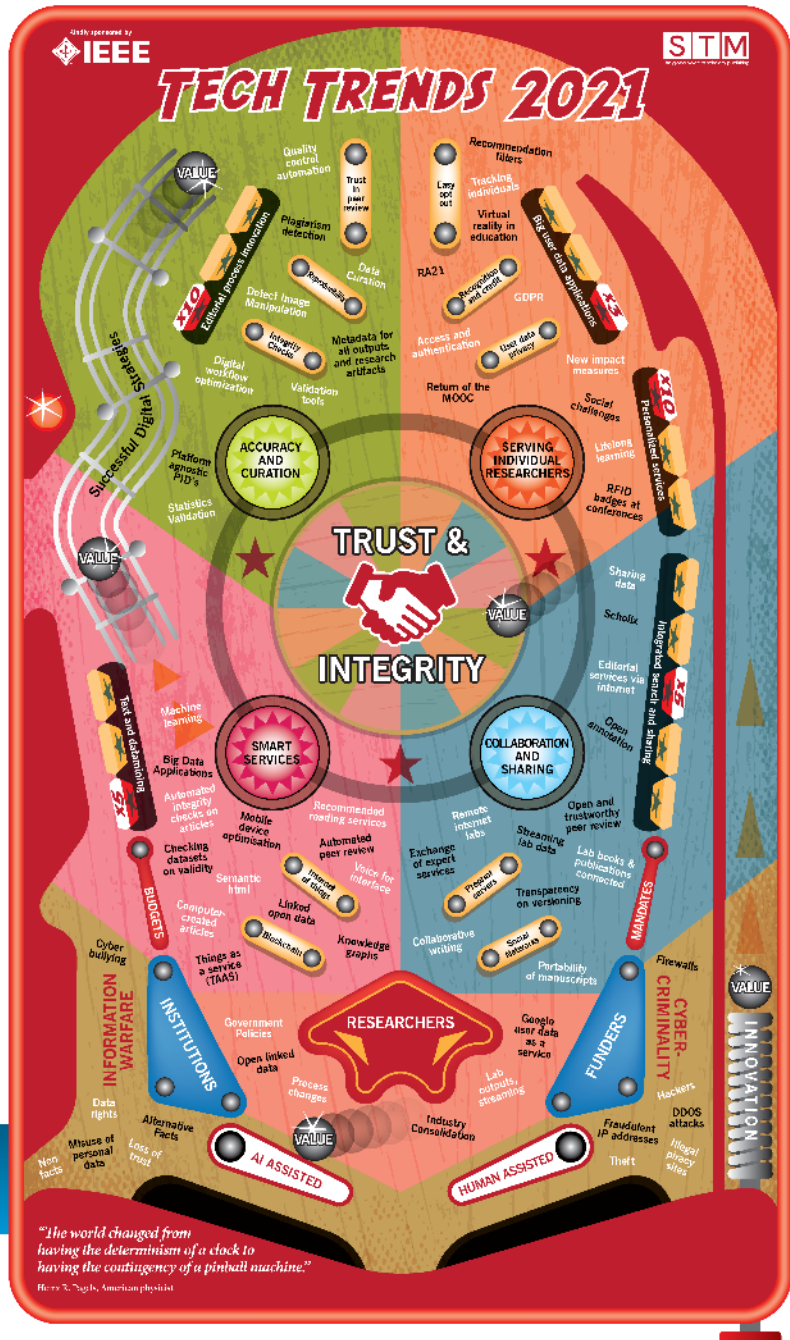 Kindly sponsored by
IEEE
STM
TECH TRENDS 2021
VALUE
Successful Digital Strategies
VALUE
Quality
control
automation
Trust
in
peer
review
Plagiarism
detection
X10
Editorial process innovation
Reproducibility
Data
Curation
Detect Image
Manipulation
Integrity
Checks
Metadata for
all outputs
and research
artifacts
Digital
workflow
optimization
Validation
tools
ACCURACY
AND
CURATION
Platform
agnostic
PID's
Statistics
Validation
Recommendation
filters
Easy
opt
out
Tracking
individuals
Virtual
reality in
education
Big user data applications
X3
RA21
Recognition
and credit
GDPR
Access and
authentication
User data
privacy
New impact
measures
Return of the
MOOC
Social
challenges
X10
Personalized services
SERVING
INDIVIDUAL
RESEARCHERS
Lifelong
learning
RFID
badges at
conferences
TRUST &
INTEGRITY
VALUE
Sharing
data
Scholix
Integrated search and sharing
X5
Editorial
services via
internet
Open
annotation
Text and datamining
X5
Machine
learning
SMART
SERVICES
Big Data
Applications
Automated
integrity
checks on
articles
Mobile
device
optimisation
Recommended
reading services
Checking
datasets
on validity
Automated
peer review
Semantic
html
Internet
of things
Voice for
interface
Computer-
created
articles
Linked
open data
Blockchain
Knowledge
graphs
Things as
a service
(TAAS)
COLLABORATION
AND
SHARING
Remote
internet
labs
Open and
trustworthy
peer review
Streaming
lab data
Exchange
of expert
services
Lab books &
publications
connected
Preprint
servers
Transparency
on versioning
Collaborative
writing
Social
Networks
Portability
of manuscripts
BUDGETS
MANDATES
Cyber
bullying
INFORMATION
WARFARE
INSTITUTIONS
Government
Policies
RESEARCHERS
Open linked
data
Process
changes
VALUE
Google
user data
as a
service
Lab
outputs,
streaming
Industry
Consolidation
FUNDERS
Firewalls
CYBER-
CRIMINALITY
VALUE
INNOVATION
Hackers
DDOS
attacks
Fraudulent
IP addresses
Illegal
piracy
sites
Theft
Data
rights
Alternative
Facts
Misuse of
personal
data
Non
facts
Loss of
trust
AI ASSISTED
HUMAN ASSISTED
"The world changed from
having the determinism of a clock to
having the contingency of a pinball machine."
Heinz R. Pagels, American physicist